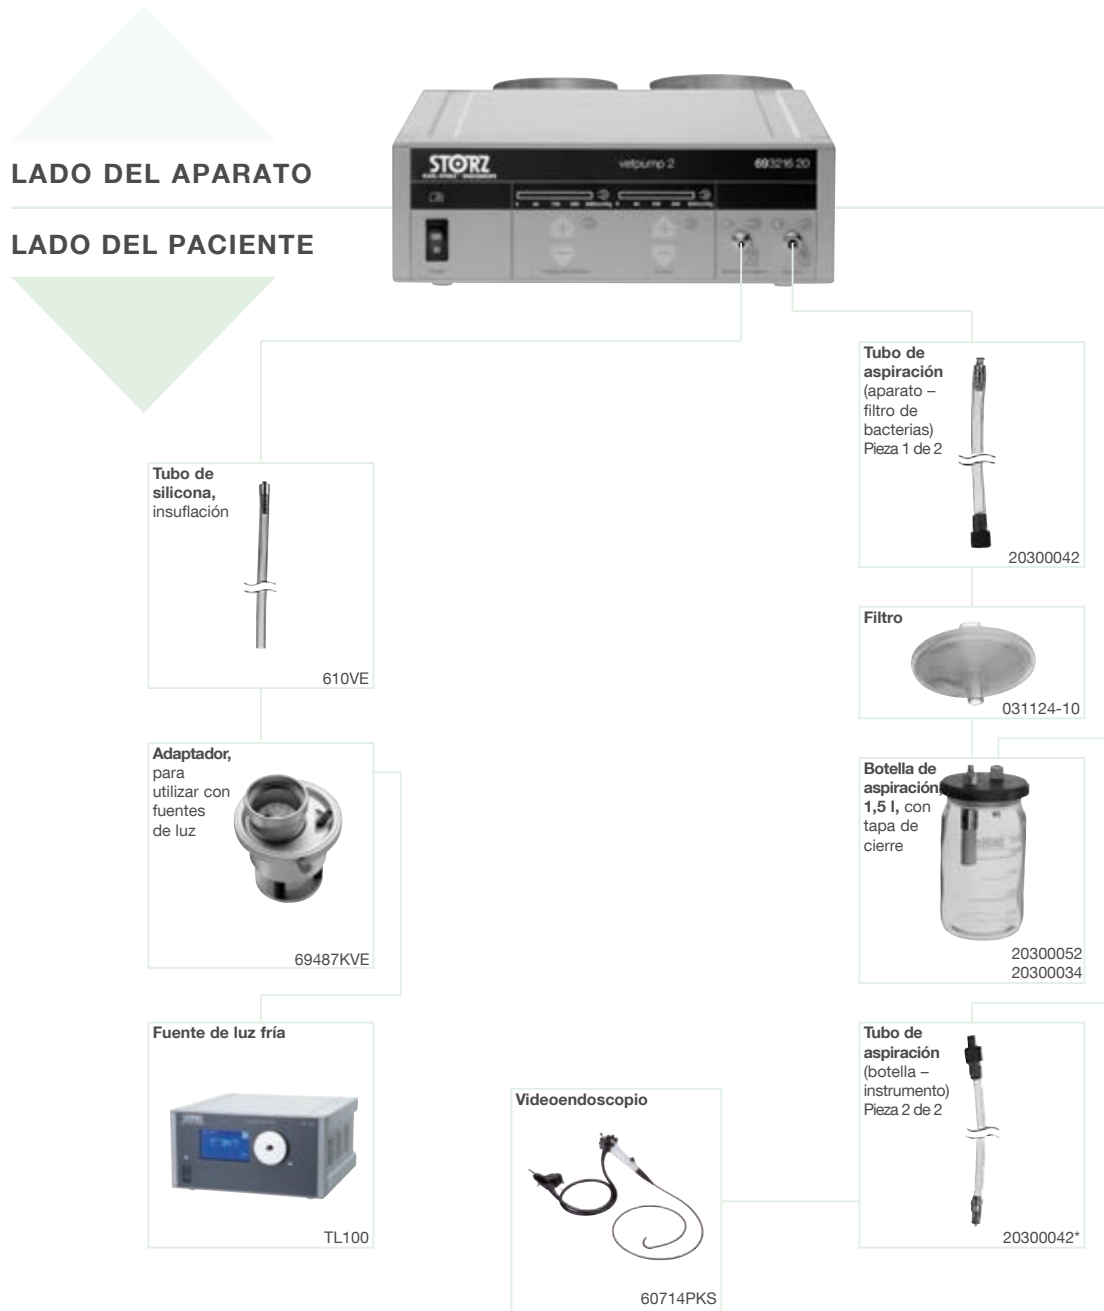 LADO DEL APARATO
LADO DEL PACIENTE
STORZ
vetpump 2
693216 20
Tubo de
aspiración
(aparato –
filtro de
bacterias)
Pieza 1 de 2
20300042
Tubo de
silicona,
insuflación
610VE
Filtro
031124-10
Adaptador,
para
utilizar con
fuentes
de luz
69487KVE
Botella de
aspiración,
1,5 l, con
tapa de
cierre
20300052
20300034
Fuente de luz fría
STORZ
TL100
Videoendoscopio
60714PKS
Tubo de
aspiración
(botella –
instrumento)
Pieza 2 de 2
20300042*